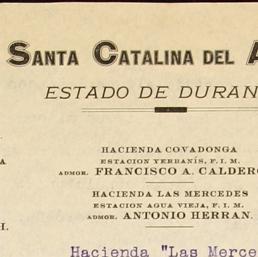 SANTA CATALINA DEL A
ESTADO DE DURAN
HACIENDA COVADONGA
ESTACION YERBANÍS, F. I. M.
ADMOR. FRANCISCO A. CALDERO
HACIENDA LAS MERCEDES
ESTACION AGUA VIEJA, F. I. M.
ADMOR. ANTONIO HERRAN.
A
H.
Hacienda "Las Merce